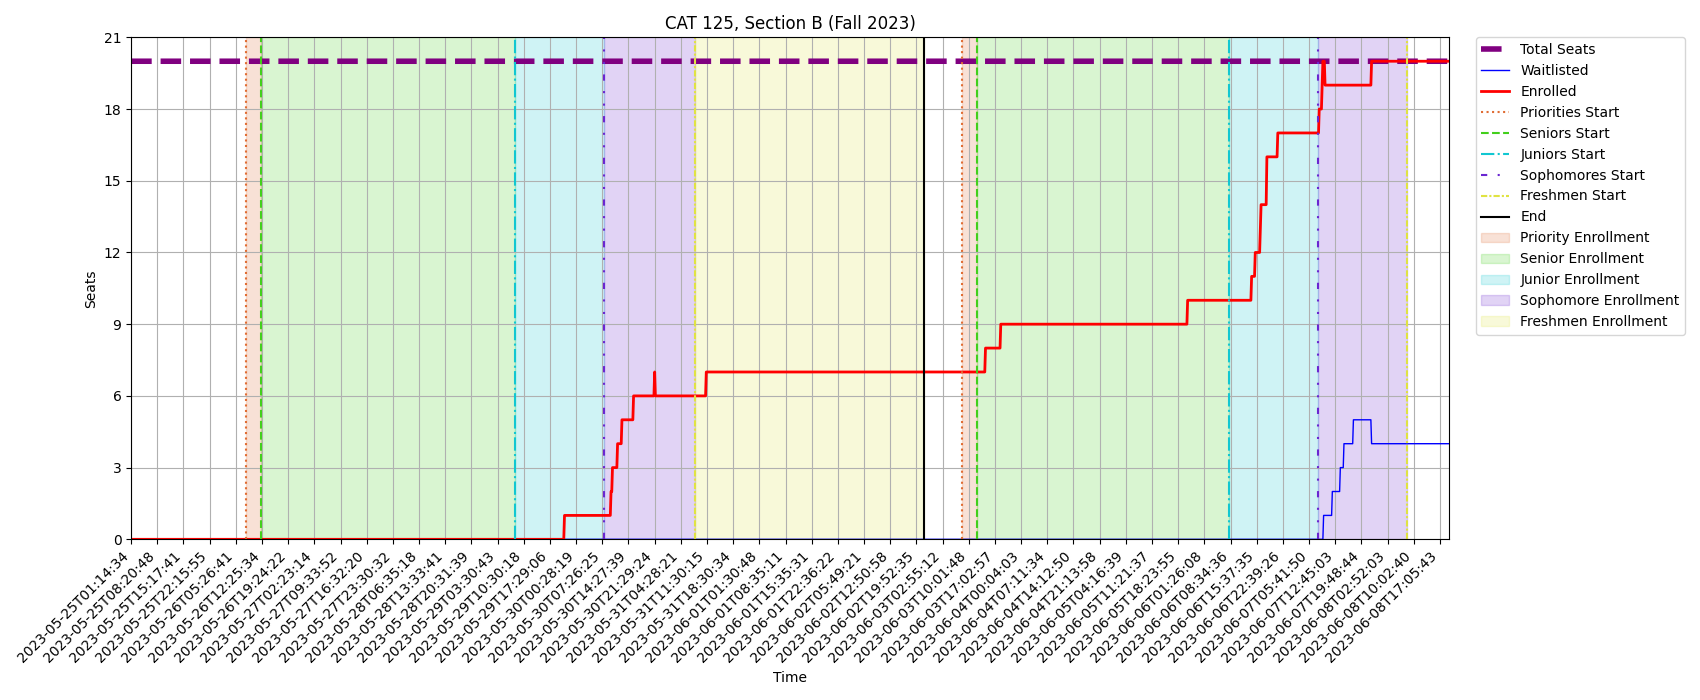 CAT 125, Section B (Fall 2023)
21
18
15
12
9
6
3
0
Seats
2023-05-25T01:14:34
2023-05-25T08:20:48
2023-05-25T15:17:41
2023-05-25T22:15:55
2023-05-26T05:26:41
2023-05-26T12:25:34
2023-05-26T19:24:22
2023-05-27T02:23:14
2023-05-27T09:33:52
2023-05-27T16:32:20
2023-05-27T23:30:32
2023-05-28T06:35:18
2023-05-28T13:33:41
2023-05-28T20:31:39
2023-05-29T03:30:43
2023-05-29T10:30:18
2023-05-29T17:29:06
2023-05-30T00:28:19
2023-05-30T07:26:25
2023-05-30T14:27:39
2023-05-30T21:29:24
2023-05-31T04:28:21
2023-05-31T11:30:15
2023-05-31T18:30:34
2023-06-01T01:30:48
2023-06-01T08:35:11
2023-06-01T15:35:31
2023-06-01T22:36:22
2023-06-02T05:49:21
2023-06-02T12:50:58
2023-06-02T19:52:35
2023-06-03T02:55:12
2023-06-03T10:01:48
2023-06-03T17:02:57
2023-06-04T00:04:03
2023-06-04T07:11:34
2023-06-04T14:12:50
2023-06-04T21:13:58
2023-06-05T04:16:39
2023-06-05T11:21:37
2023-06-05T18:23:55
2023-06-06T01:26:08
2023-06-06T08:34:36
2023-06-06T15:37:35
2023-06-06T22:39:26
2023-06-07T05:41:50
2023-06-07T12:45:03
2023-06-07T19:48:44
2023-06-08T02:52:03
2023-06-08T10:02:40
2023-06-08T17:05:43
Time
Total Seats
Waitlisted
Enrolled
Priorities Start
Seniors Start
Juniors Start
Sophomores Start
Freshmen Start
End
Priority Enrollment
Senior Enrollment
Junior Enrollment
Sophomore Enrollment
Freshmen Enrollment